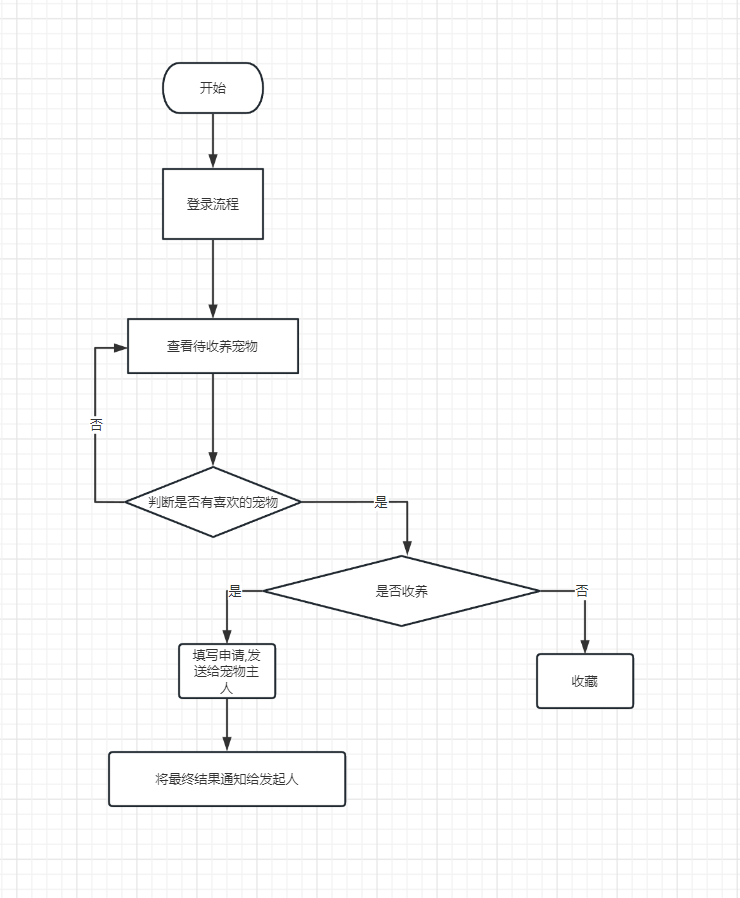 开始
登录流程
查看待收养宠物
否
判断是否有喜欢的宠物
是
是否收养
是
否
填写申请,发
送给宠物主
人
收藏
将最终结果通知给发起人